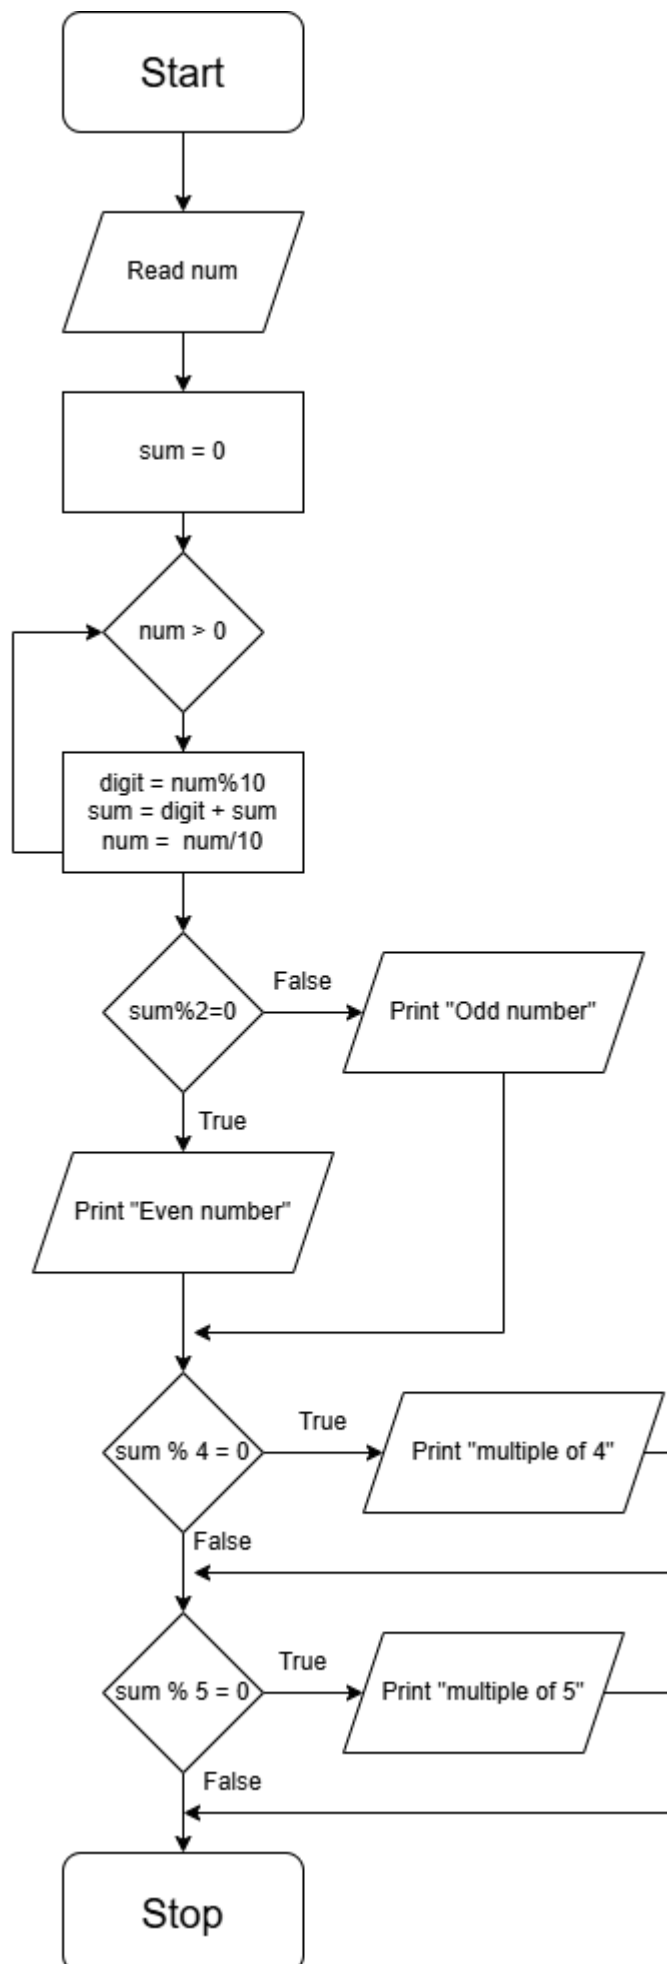 Start
Read num
sum = 0
num > 0
digit = num%10
sum = digit + sum
num = num/10
sum%2=0
False
Print "Odd number"
True
Print "Even number"
sum % 4 = 0
True
Print "multiple of 4"
False
sum % 5 = 0
True
Print "multiple of 5"
False
Stop